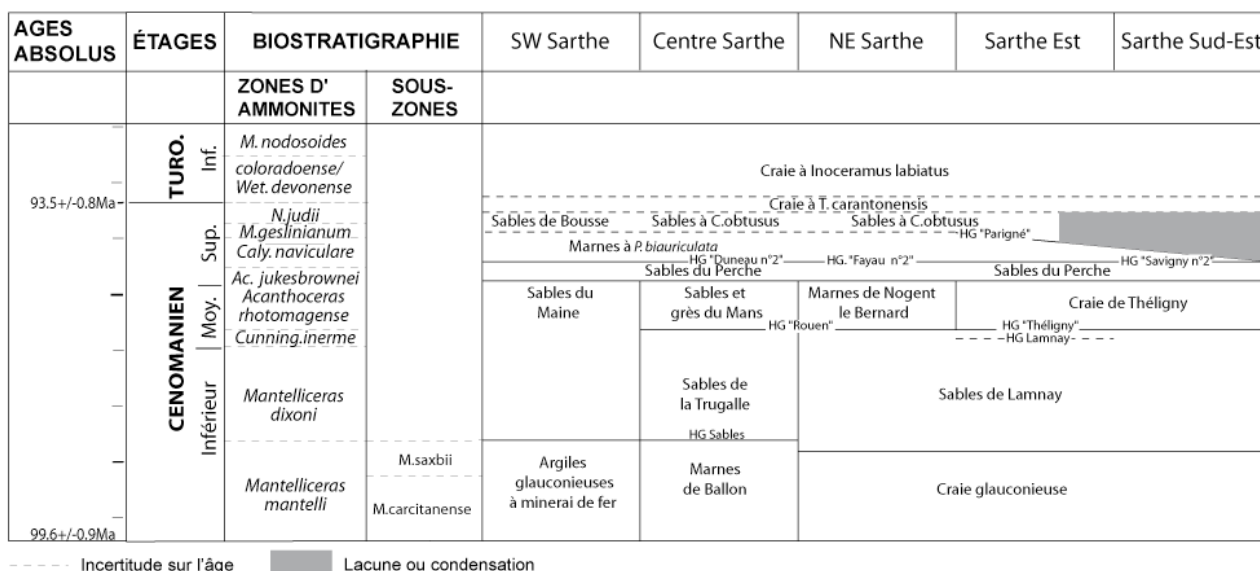 AGES ABSOLUS
ÉTAGES
BIOSTRATIGRAPHIE
SW Sarthe
Centre Sarthe
NE Sarthe
Sarthe Est
Sarthe Sud-Est
ZONES D'
AMMONITES
SOUS-
ZONES
93.5+/-0.8Ma
99.6+/-0.9Ma
TURO.
Inf.
CENOMANIEN
Sup.
Moy.
Inférieur
M. nodosoides
coloradoense/
Wet. devonense
N.judii
M.geslinianum
Caly. naviculare
Ac. jukesbrownei
Acanthoceras
rhotomagense
Cunning.inerme
Mantelliceras
dixoni
Mantelliceras
mantelli
M.saxbii
M.carcitanense
Craie à Inoceramus labiatus
Craie à T. carantonensis
Sables de Bousse
Sables à C.obtusus
Sables à C.obtusus
HG "Parigné"
Marnes à P. biauriculata
HG "Duneau n°2"
HG. "Fayau n°2"
HG "Savigny n°2"
Sables du Perche
Sables du Perche
Sables du
Maine
Sables et
grès du Mans
Marnes de Nogent
le Bernard
Craie de Théligny
HG "Rouen"
HG "Théligny"
HG Lamnay
Sables de
la Trugalle
Sables de Lamnay
HG Sables
Argiles
glauconieuses
à minerai de fer
Marnes
de Ballon
Craie glauconieuse
Incertitude sur l'âge
Lacune ou condensation